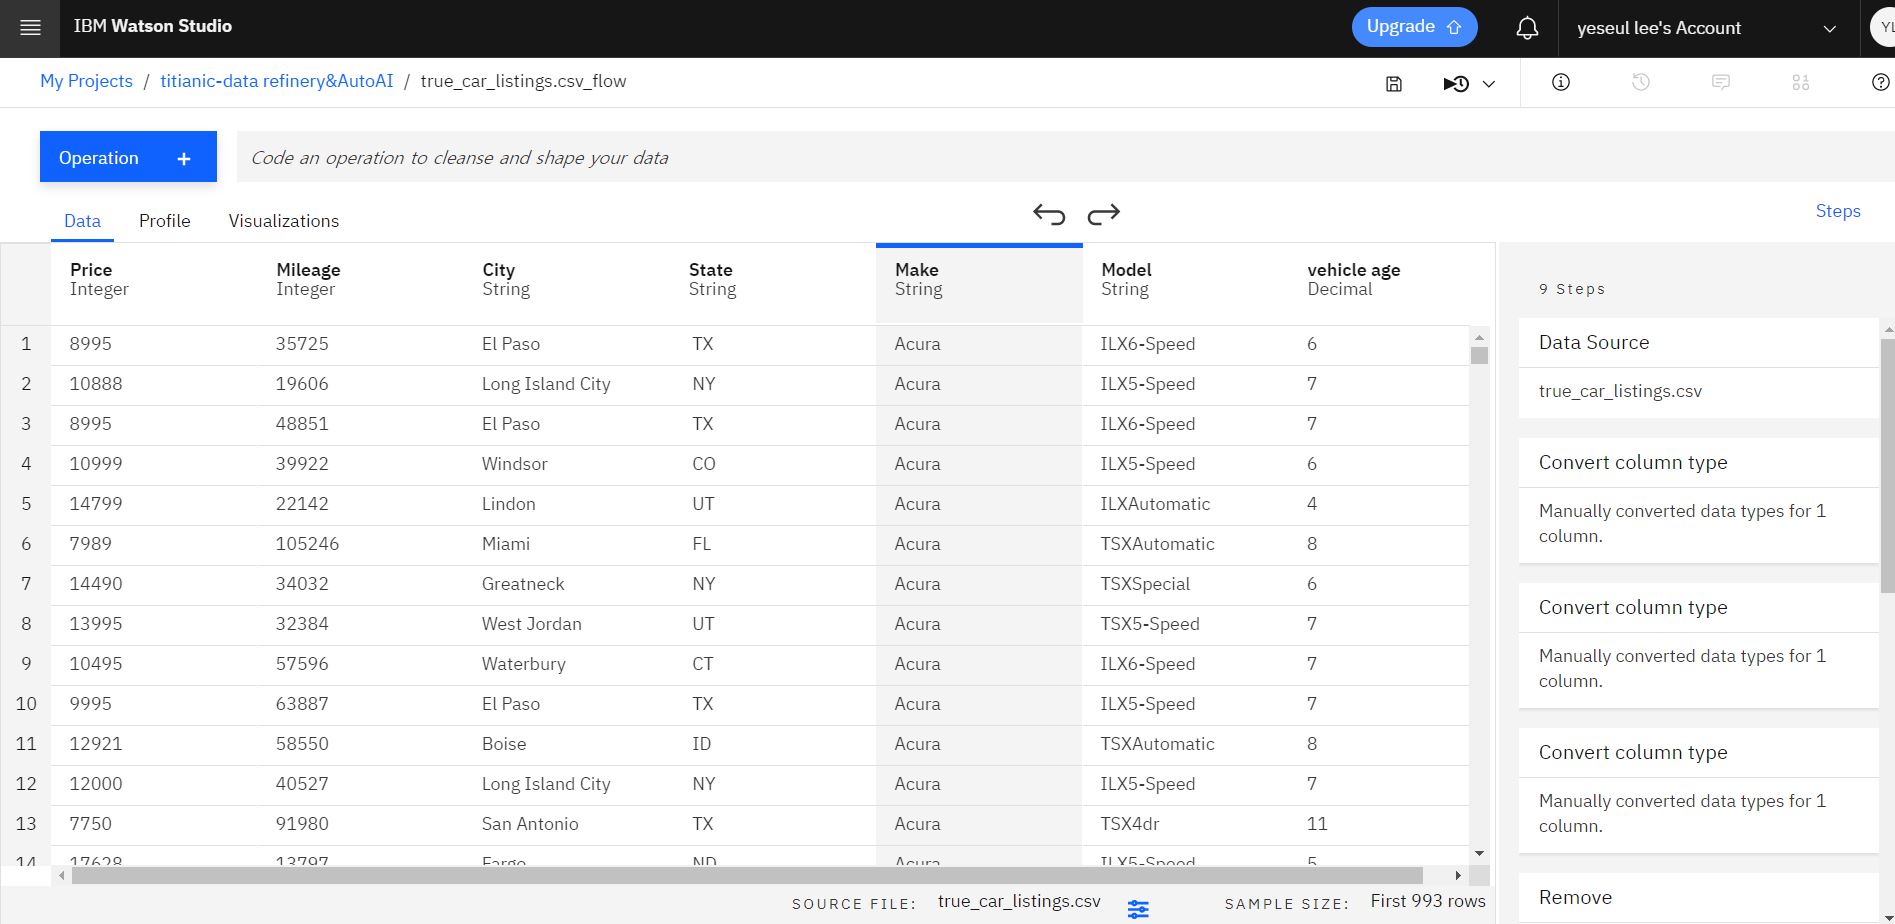 IBM Watson Studio
Upgrade
yeseul lee's Account
YL
My Projects / titianic-data refinery&AutoAI / true_car_listings.csv_flow
Operation +
Code an operation to cleanse and shape your data
Data Profile Visualizations
Steps
Price Mileage City State Make Model vehicle age
Integer Integer String String String String Decimal
1 8995 35725 El Paso TX Acura ILX6-Speed 6
2 10888 19606 Long Island City NY Acura ILX5-Speed 7
3 8995 48851 El Paso TX Acura ILX6-Speed 7
4 10999 39922 Windsor CO Acura ILX5-Speed 6
5 14799 22142 Lindon UT Acura ILXAutomatic 4
6 7989 105246 Miami FL Acura TSXAutomatic 8
7 14490 34032 Greatneck NY Acura TSXSpecial 6
8 13995 32384 West Jordan UT Acura TSX5-Speed 7
9 10495 57596 Waterbury CT Acura ILX6-Speed 7
10 9995 63887 El Paso TX Acura ILX5-Speed 7
11 12921 58550 Boise ID Acura TSXAutomatic 8
12 12000 40527 Long Island City NY Acura ILX5-Speed 7
13 7750 91980 San Antonio TX Acura TSX4dr 11
14 17628 13797 Fargo ND Acura ILX5-Speed 5
9 Steps
Data Source
true_car_listings.csv
Convert column type
Manually converted data types for 1
column.
Convert column type
Manually converted data types for 1
column.
Convert column type
Manually converted data types for 1
column.
Remove
SOURCE FILE: true_car_listings.csv SAMPLE SIZE: First 993 rows